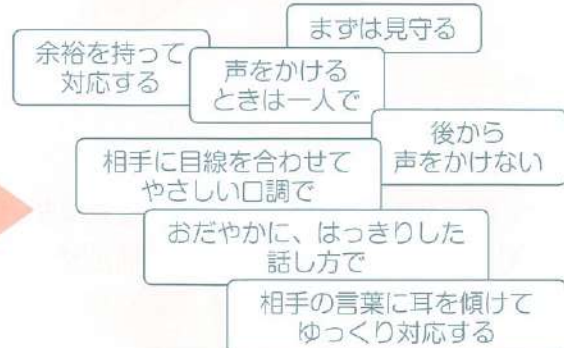 まずは見守る
余裕を持って
対応する
声をかける
ときは一人で
後から
声をかけない
相手に目線を合わせて
やさしい口調で
おだやかに、はっきりした
話し方で
相手の言葉に耳を傾けて
ゆっくり対応する